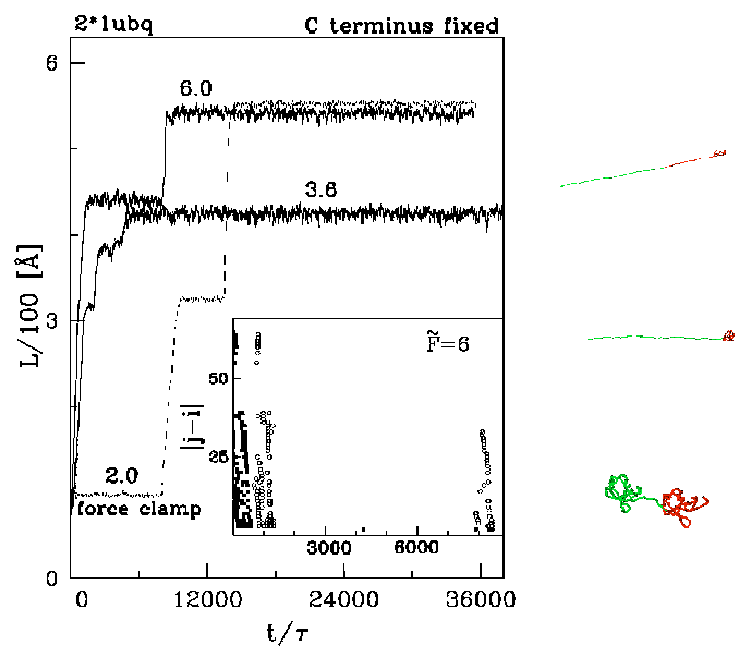 2*1ubq C terminus fixed
6
6.0
3.6
L/100 [Å]
3
F̃=6
50
|j−i|
25
2.0
force clamp
3000 6000
0
0 12000 24000 36000
t/τ